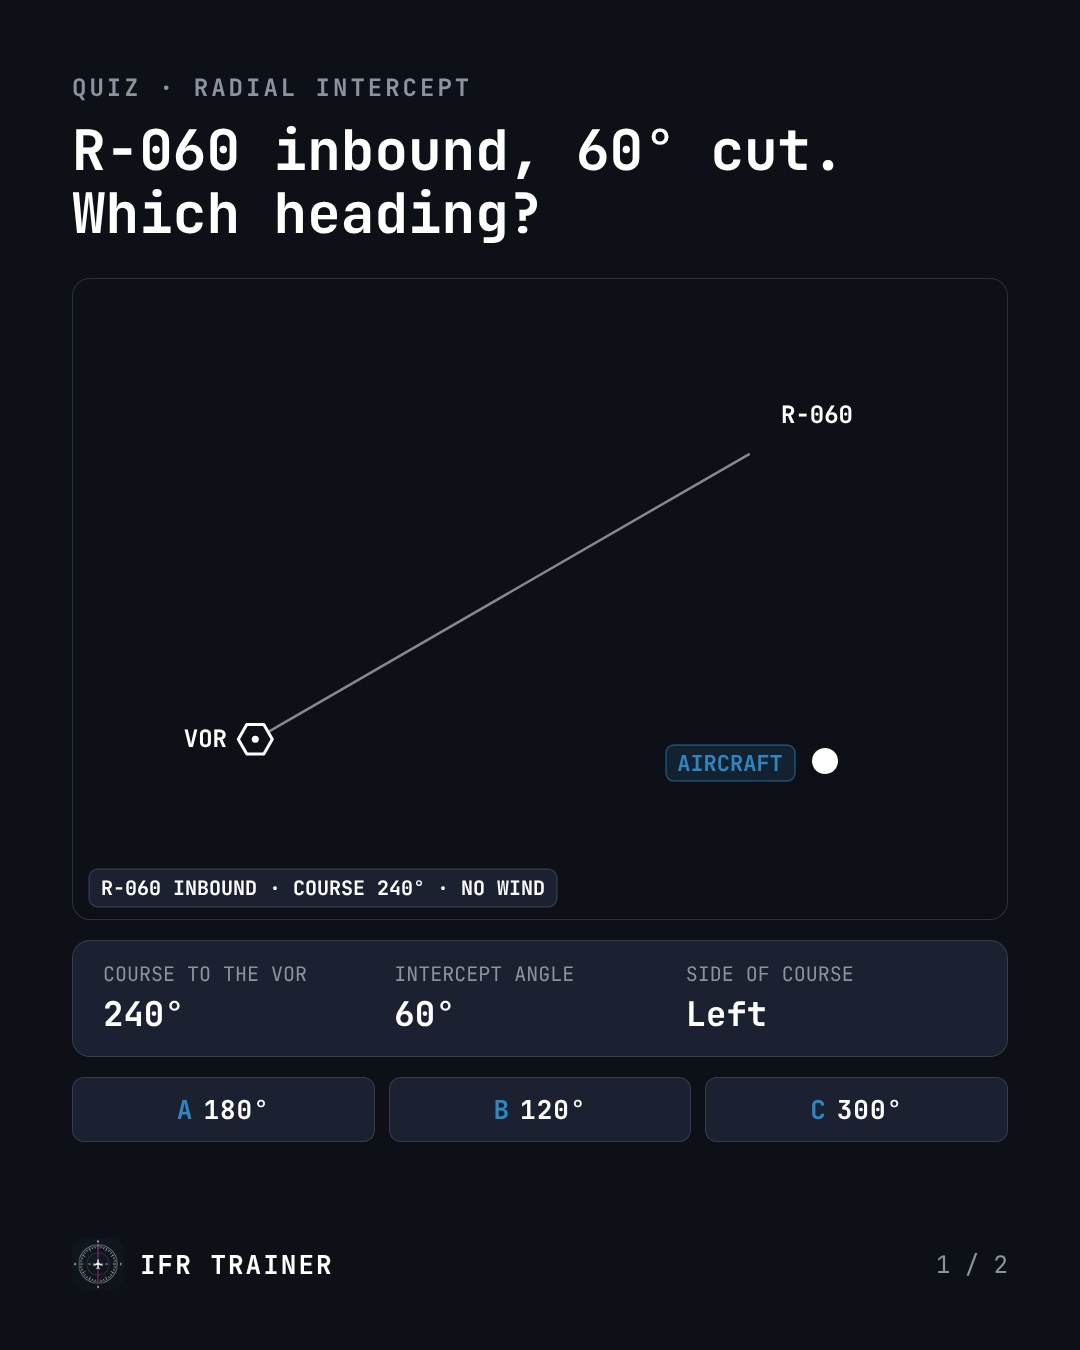 QUIZ · RADIAL INTERCEPT
R-060 inbound, 60° cut.
Which heading?
R-060
VOR
AIRCRAFT
R-060 INBOUND · COURSE 240° · NO WIND
COURSE TO THE VOR
240°
INTERCEPT ANGLE
60°
SIDE OF COURSE
Left
A 180°
B 120°
C 300°
IFR TRAINER
1 / 2